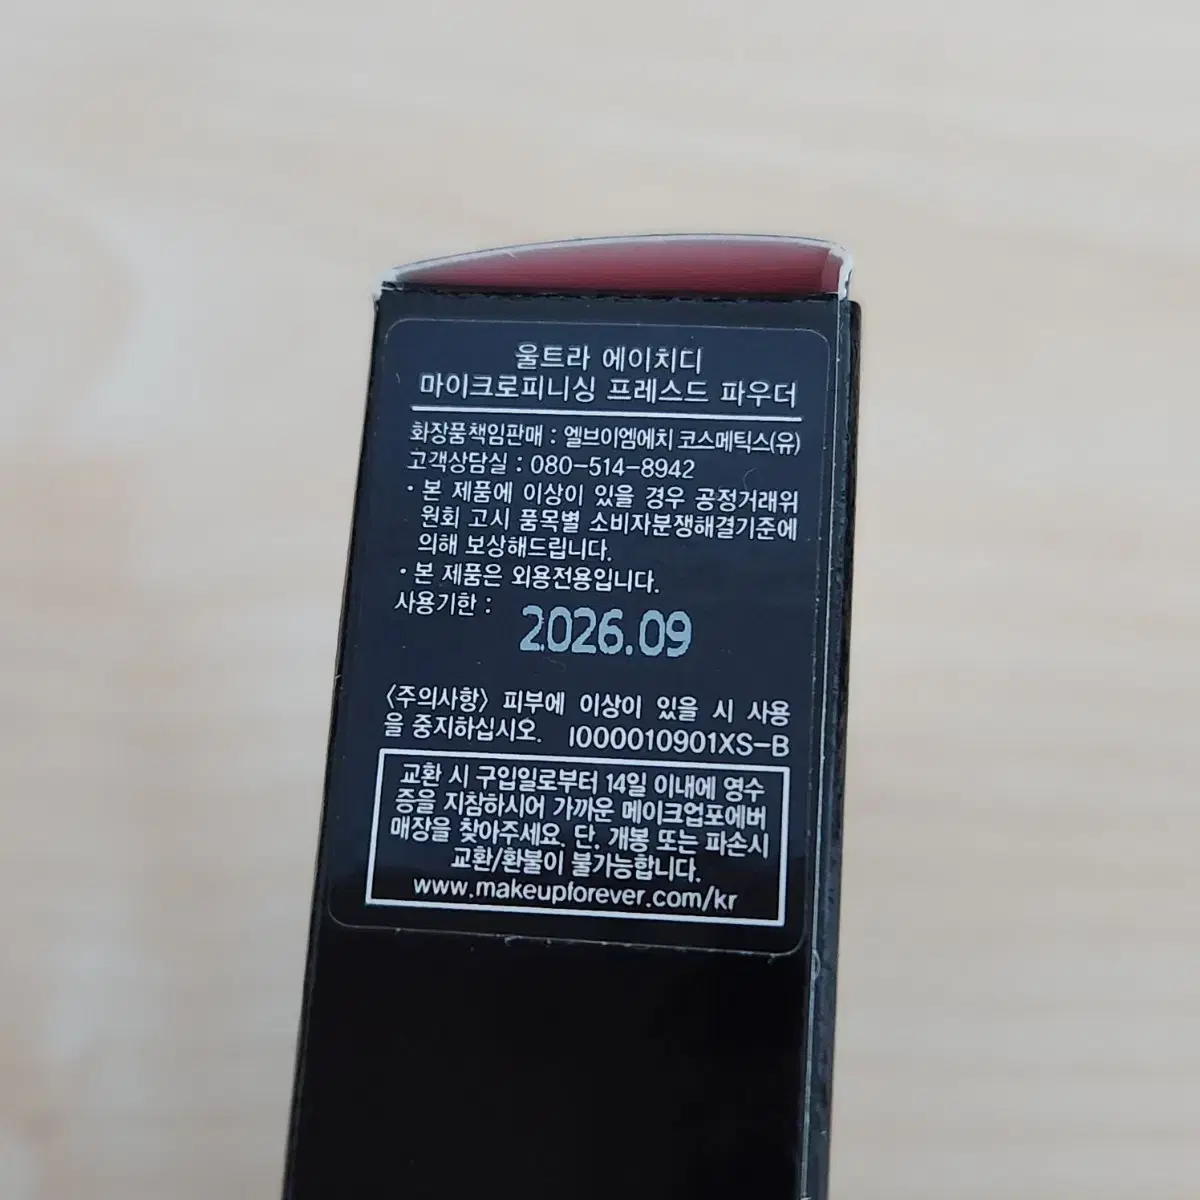 울트라 에이치디
마이크로피니싱 프레스드 파우더
화장품책임판매 : 엘브이엠에치 코스메틱스(유)
고객상담실 : 080-514-8942
· 본 제품에 이상이 있을 경우 공정거래위
원회 고시 품목별 소비자분쟁해결기준에
의해 보상해드립니다.
· 본 제품은 외용전용입니다.
사용기한 :
2026.09
〈주의사항〉 피부에 이상이 있을 시 사용
을 중지하십시오. I000010901XS-B
교환 시 구입일로부터 14일 이내에 영수
증을 지참하시어 가까운 메이크업포에버
매장을 찾아주세요. 단, 개봉 또는 파손시
교환/환불이 불가능합니다.
www.makeupforever.com/kr